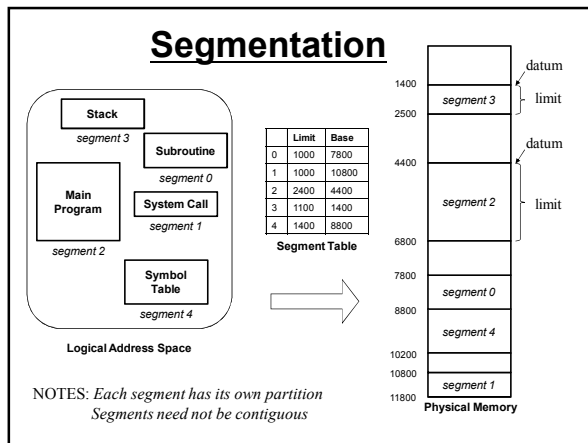 Segmentation
Stack
segment 3
Subroutine
segment 0
Main
Program
segment 2
System Call
segment 1
Symbol
Table
segment 4
Logical Address Space
Limit Base
0 1000 7800
1 1000 10800
2 2400 4400
3 1100 1400
4 1400 8800
Segment Table
datum
1400
segment 3
limit
2500
datum
4400
segment 2
limit
6800
7800
segment 0
8800
segment 4
10200
10800
segment 1
11800
Physical Memory
NOTES: Each segment has its own partition
Segments need not be contiguous